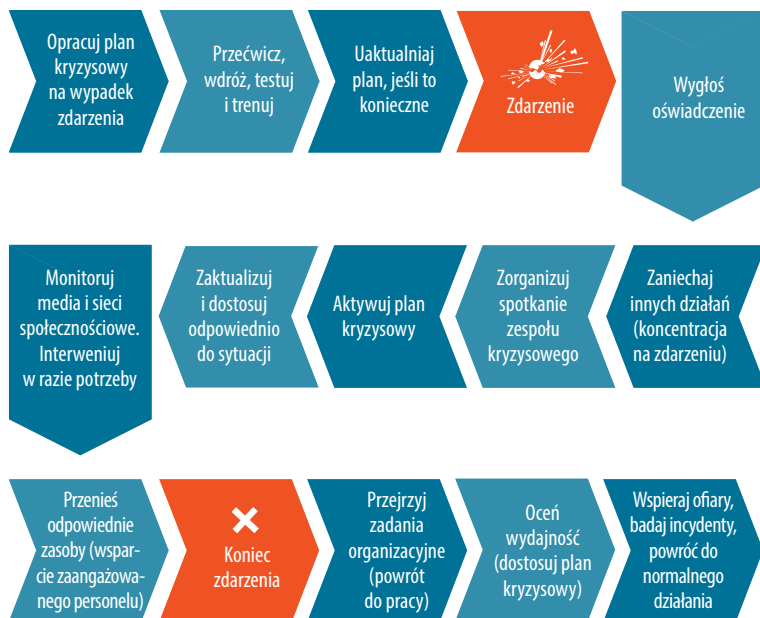 Opracuj plan
kryzysowy
na wypadek
zdarzenia
Przećwicz,
wdróż, testuj
i trenuj
Uaktualniaj
plan, jeśli to
konieczne
Zdarzenie
Wygłoś
oświadczenie
Zaniechaj
innych działań
(koncentracja
na zdarzeniu)
Zorganizuj
spotkanie
zespołu
kryzysowego
Aktywuj plan
kryzysowy
Zaktualizuj
i dostosuj
odpowiednio
do sytuacji
Monitoruj
media i sieci
społecznościowe.
Interweniuj
w razie potrzeby
Przenieś
odpowiednie
zasoby (wspar-
cie zaangażowa-
nego personelu)
Koniec
zdarzenia
Przejrzyj
zadania
organizacyjne
(powrót
do pracy)
Oceń
wydajność
(dostosuj plan
kryzysowy)
Wspieraj ofiary,
badaj incydenty,
powróć do
normalnego
działania